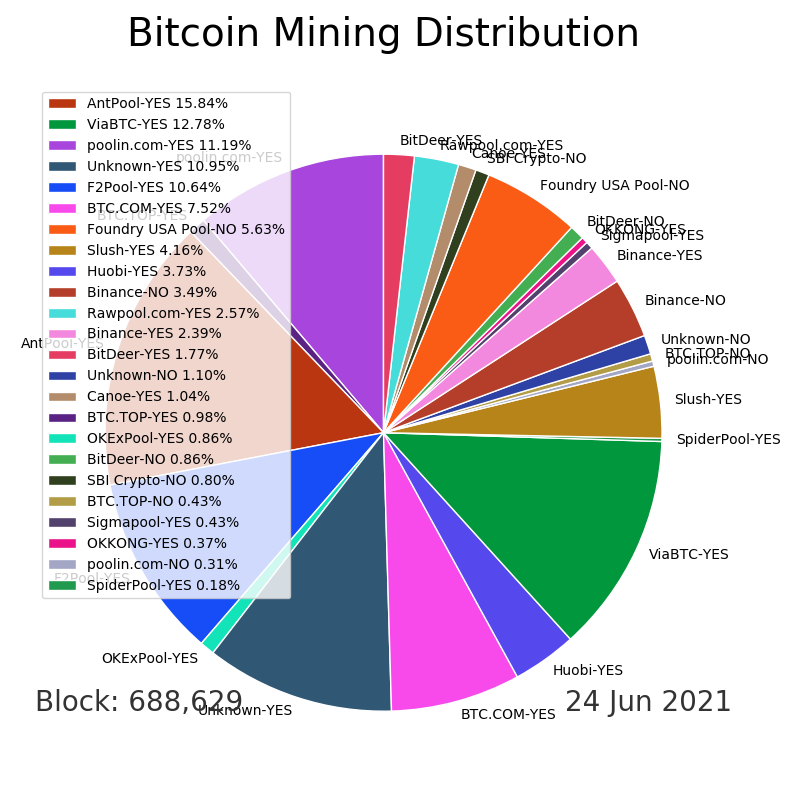 Bitcoin Mining Distribution
AntPool-YES 15.84%
ViaBTC-YES 12.78%
poolin.com-YES 11.19%
Unknown-YES 10.95%
F2Pool-YES 10.64%
BTC.COM-YES 7.52%
Foundry USA Pool-NO 5.63%
Slush-YES 4.16%
Huobi-YES 3.73%
Binance-NO 3.49%
Rawpool.com-YES 2.57%
Binance-YES 2.39%
BitDeer-YES 1.77%
Unknown-NO 1.10%
Canoe-YES 1.04%
BTC.TOP-YES 0.98%
OKExPool-YES 0.86%
BitDeer-NO 0.86%
SBI Crypto-NO 0.80%
BTC.TOP-NO 0.43%
Sigmapool-YES 0.43%
OKKONG-YES 0.37%
poolin.com-NO 0.31%
SpiderPool-YES 0.18%
BitDeer-YES
Rawpool.com-YES
Canoe-YES
SBI Crypto-NO
Foundry USA Pool-NO
BitDeer-NO
OKKONG-YES
Sigmapool-YES
Binance-YES
Binance-NO
Unknown-NO
BTC.TOP-NO
poolin.com-NO
Slush-YES
SpiderPool-YES
ViaBTC-YES
Huobi-YES
BTC.COM-YES
Unknown-YES
OKExPool-YES
F2Pool-YES
AntPool-YES
BTC.TOP-YES
poolin.com-YES
Block: 688,629
24 Jun 2021